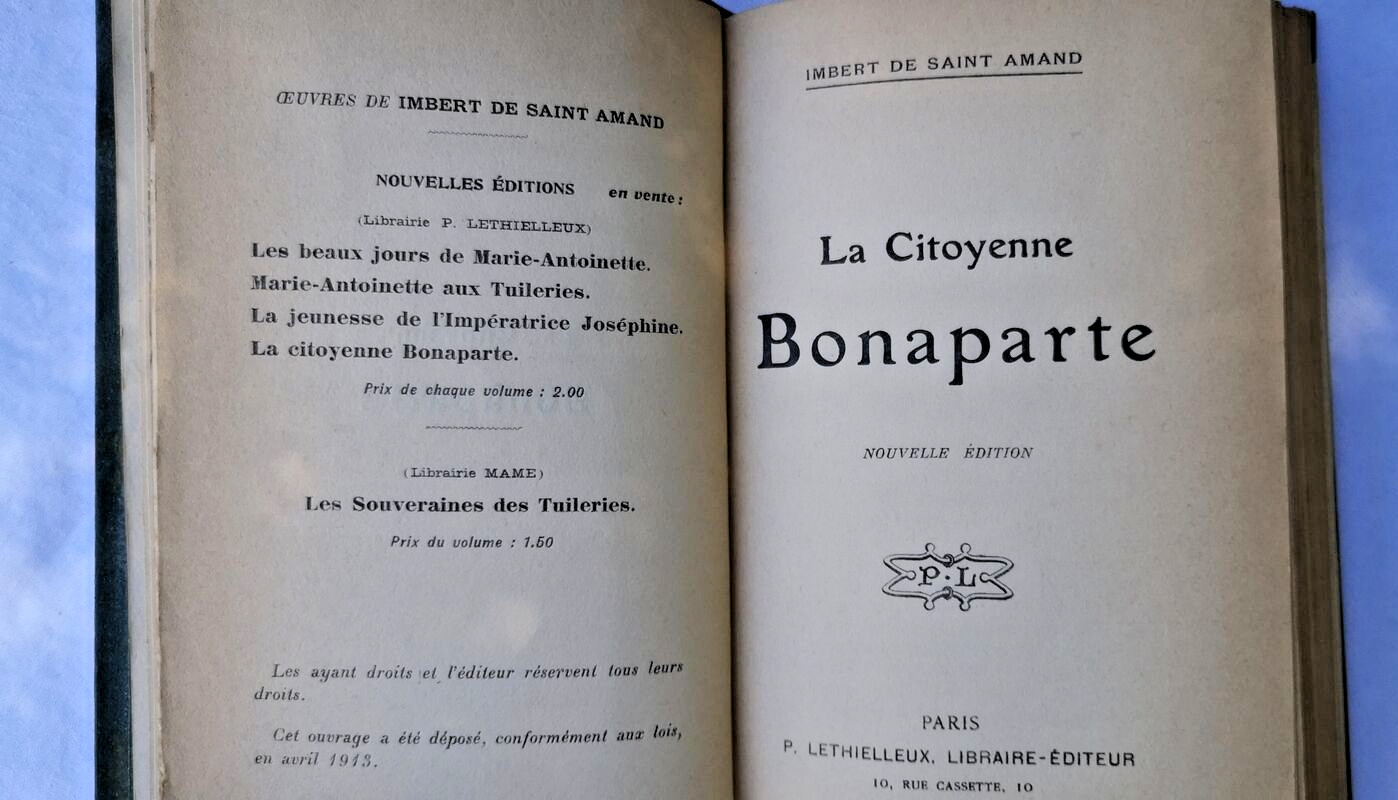 ŒUVRES DE IMBERT DE SAINT AMAND
NOUVELLES ÉDITIONS en vente :
(Librairie P. LETHIELLEUX)
Les beaux jours de Marie-Antoinette.
Marie-Antoinette aux Tuileries.
La jeunesse de l'Impératrice Joséphine.
La citoyenne Bonaparte.
Prix de chaque volume : 2.00
(Librairie MAME)
Les Souveraines des Tuileries.
Prix du volume : 1.50
Les ayant droits et l'éditeur réservent tous leurs
droits.
Cet ouvrage a été déposé, conformément aux lois,
en avril 1913.
IMBERT DE SAINT AMAND
La Citoyenne
Bonaparte
NOUVELLE ÉDITION
P·L
PARIS
P. LETHIELLEUX, LIBRAIRE-ÉDITEUR
10, RUE CASSETTE, 10